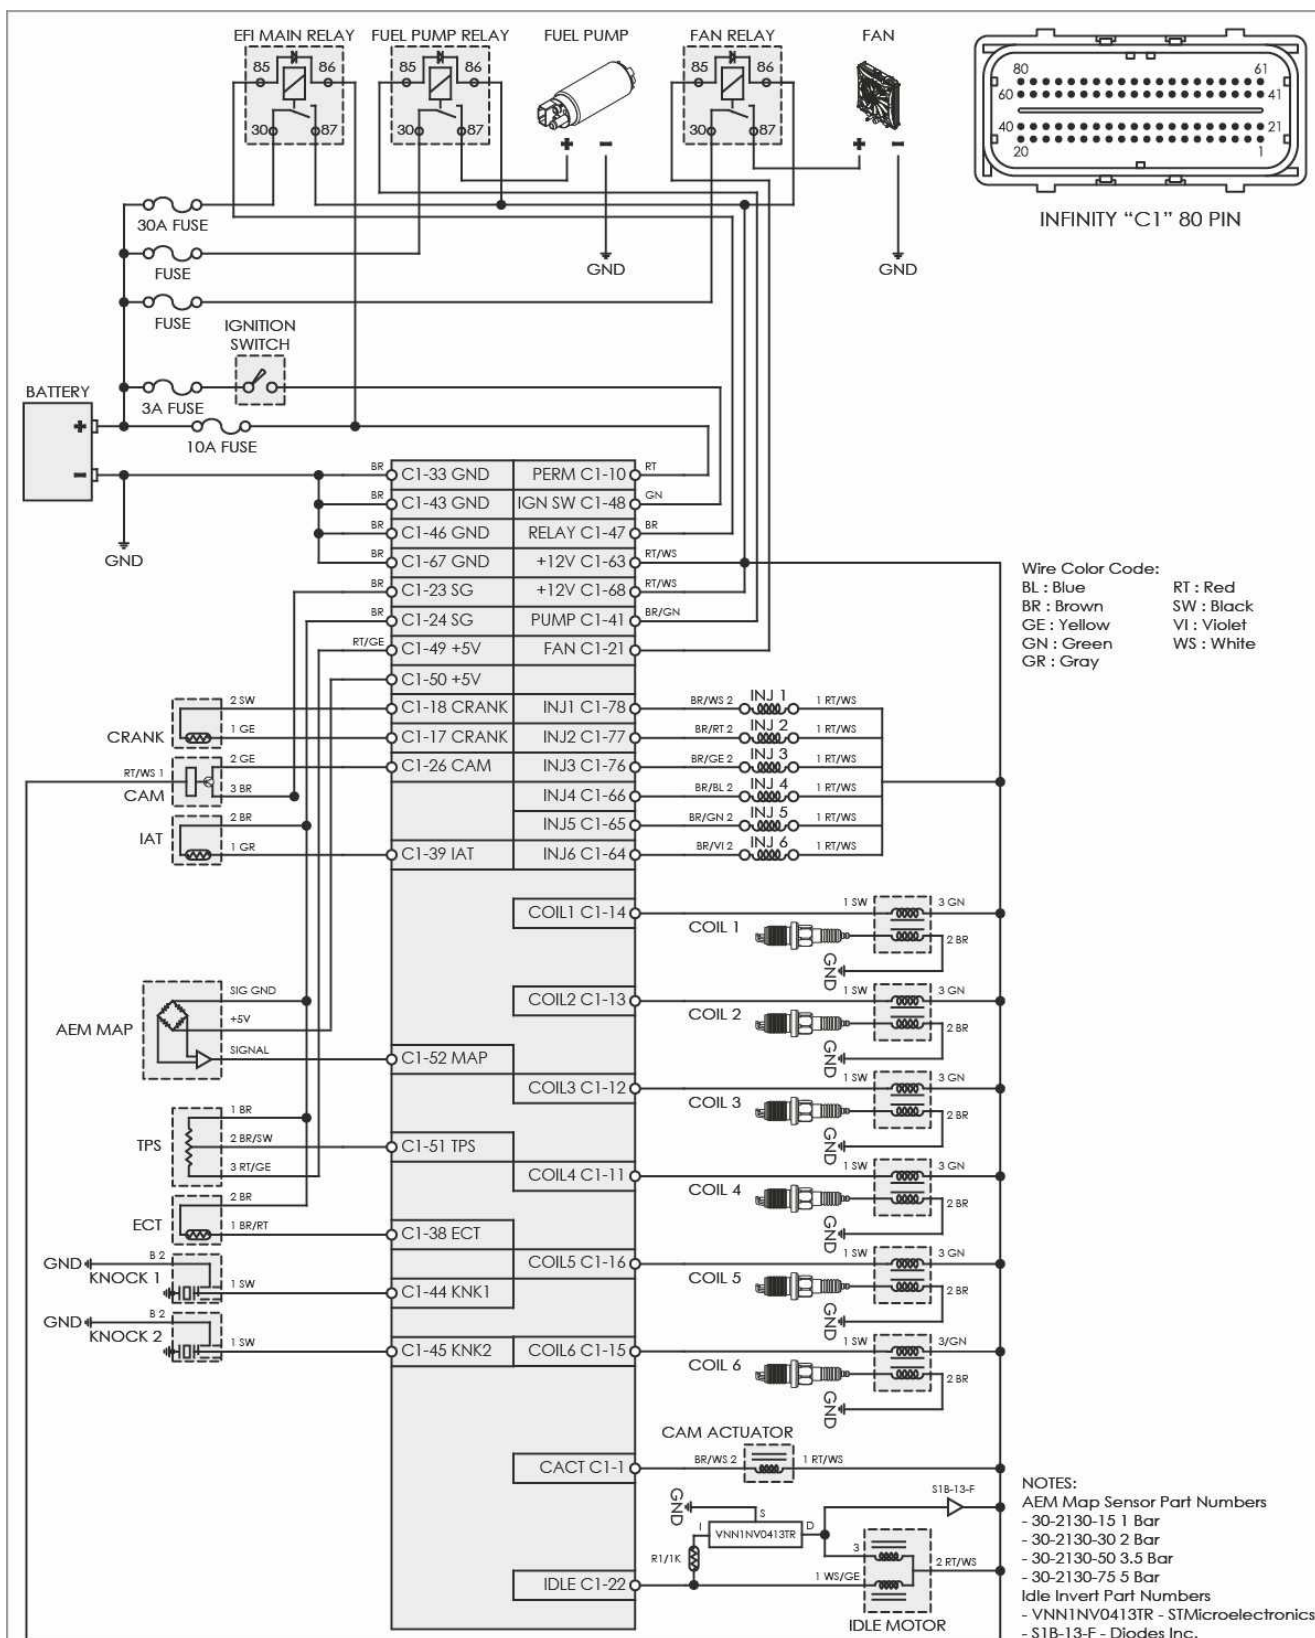 EFI MAIN RELAY
FUEL PUMP RELAY
FUEL PUMP
FAN RELAY
FAN
85
86
30
87
85
86
30
87
+
-
85
86
30
87
+
-
80
61
60
41
40
21
20
1
INFINITY “C1” 80 PIN
30A FUSE
GND
GND
FUSE
FUSE
IGNITION
SWITCH
3A FUSE
BATTERY
+
-
10A FUSE
GND
BR C1-33 GND
PERM C1-10 RT
BR C1-43 GND
IGN SW C1-48 GN
BR C1-46 GND
RELAY C1-47 BR
BR C1-67 GND
+12V C1-63 RT/WS
BR C1-23 SG
+12V C1-68 RT/WS
BR C1-24 SG
PUMP C1-41 BR/GN
RT/GE C1-49 +5V
FAN C1-21
C1-50 +5V
Wire Color Code:
BL : Blue
RT : Red
BR : Brown
SW : Black
GE : Yellow
VI : Violet
GN : Green
WS : White
GR : Gray
CRANK
2 SW
C1-18 CRANK
1 GE
C1-17 CRANK
RT/WS 1
CAM
2 GE
C1-26 CAM
3 BR
IAT
2 BR
1 GR
C1-39 IAT
INJ1 C1-78 BR/WS 2 INJ 1 1 RT/WS
INJ2 C1-77 BR/RT 2 INJ 2 1 RT/WS
INJ3 C1-76 BR/GE 2 INJ 3 1 RT/WS
INJ4 C1-66 BR/BL 2 INJ 4 1 RT/WS
INJ5 C1-65 BR/GN 2 INJ 5 1 RT/WS
INJ6 C1-64 BR/VI 2 INJ 6 1 RT/WS
COIL1 C1-14
COIL 1
1 SW
3 GN
2 BR
GND
COIL2 C1-13
COIL 2
1 SW
3 GN
2 BR
GND
COIL3 C1-12
COIL 3
1 SW
3 GN
2 BR
GND
COIL4 C1-11
COIL 4
1 SW
3 GN
2 BR
GND
COIL5 C1-16
COIL 5
1 SW
3 GN
2 BR
GND
COIL6 C1-15
COIL 6
1 SW
3/GN
2 BR
GND
AEM MAP
SIG GND
+5V
SIGNAL
C1-52 MAP
TPS
1 BR
2 BR/SW
C1-51 TPS
3 RT/GE
ECT
2 BR
1 BR/RT
C1-38 ECT
GND
B 2
KNOCK 1
1 SW
C1-44 KNK1
GND
B 2
KNOCK 2
1 SW
C1-45 KNK2
CAM ACTUATOR
CACT C1-1
BR/WS 2
1 RT/WS
GND
S
I
VNN1NV0413TR
D
S1B-13-F
R1/1K
3
2 RT/WS
IDLE C1-22
1 WS/GE
IDLE MOTOR
NOTES:
AEM Map Sensor Part Numbers
- 30-2130-15 1 Bar
- 30-2130-30 2 Bar
- 30-2130-50 3.5 Bar
- 30-2130-75 5 Bar
Idle Invert Part Numbers
- VNN1NV0413TR - STMicroelectronics
- S1B-13-F - Diodes Inc.